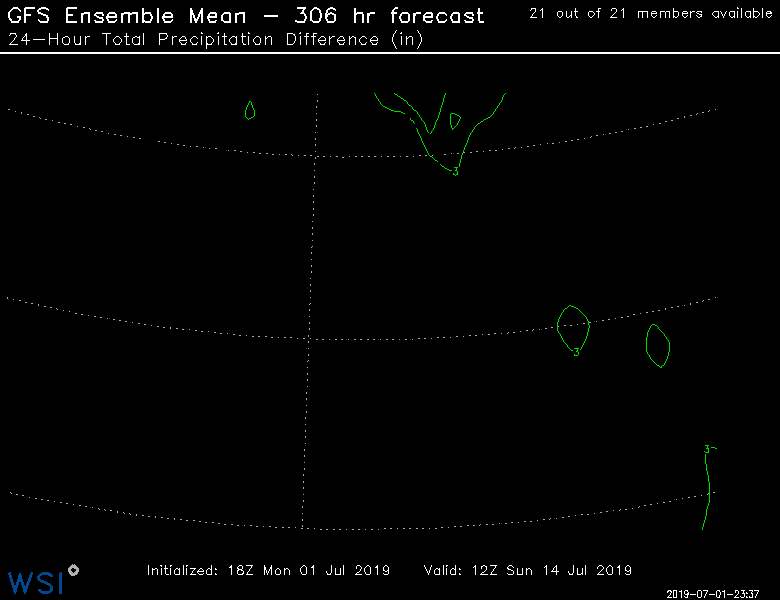 GFS Ensemble Mean - 306 hr forecast
21 out of 21 members available
24-Hour Total Precipitation Difference (in)
3
3
3
Initialized: 18Z Mon 01 Jul 2019 Valid: 12Z Sun 14 Jul 2019
WSI
2019-07-01-23:37